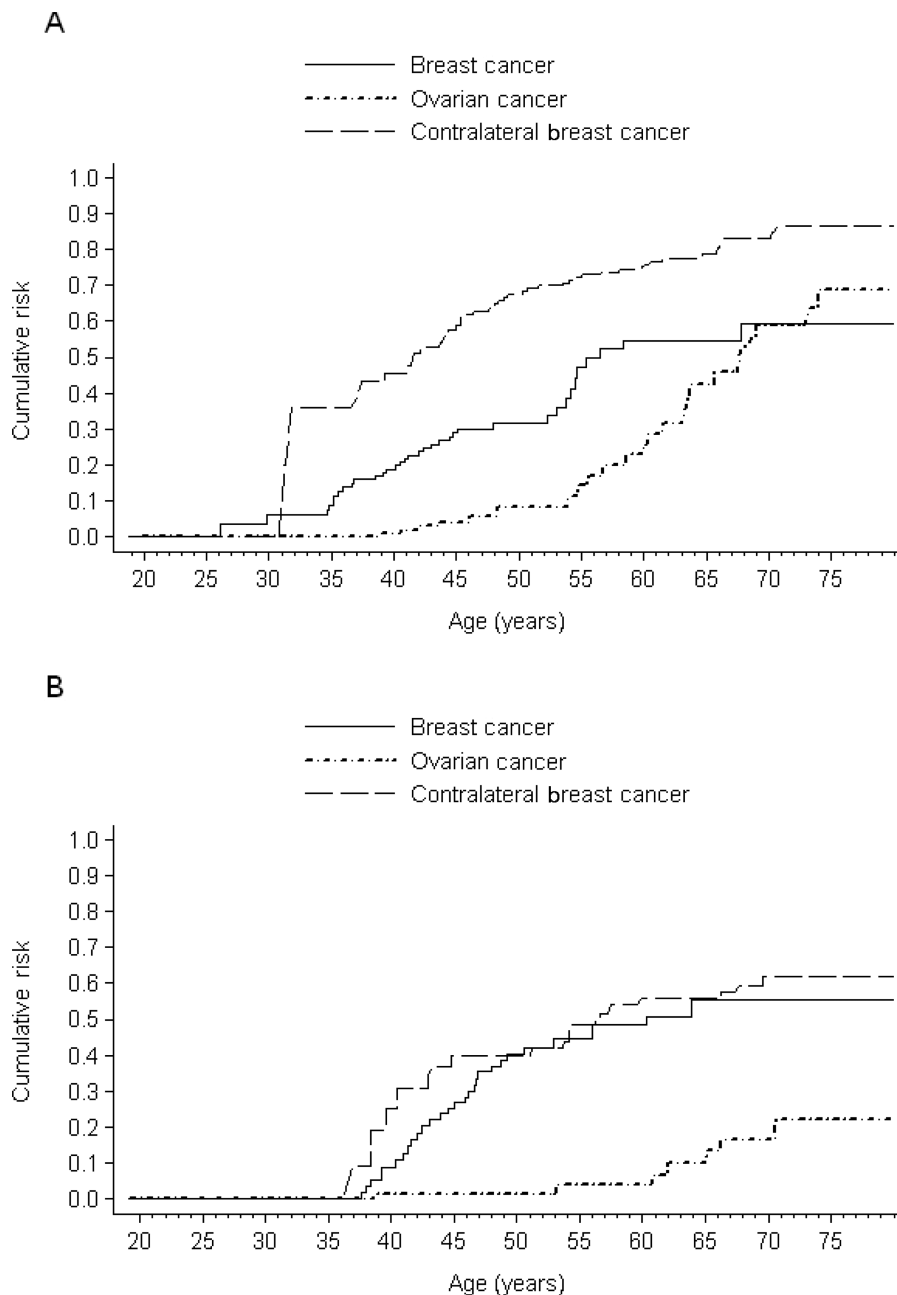 A
Breast cancer
Ovarian cancer
Contralateral breast cancer
1.0
0.9
0.8
0.7
0.6
0.5
0.4
0.3
0.2
0.1
0.0
Cumulative risk
20 25 30 35 40 45 50 55 60 65 70 75
Age (years)
B
Breast cancer
Ovarian cancer
Contralateral breast cancer
1.0
0.9
0.8
0.7
0.6
0.5
0.4
0.3
0.2
0.1
0.0
Cumulative risk
20 25 30 35 40 45 50 55 60 65 70 75
Age (years)